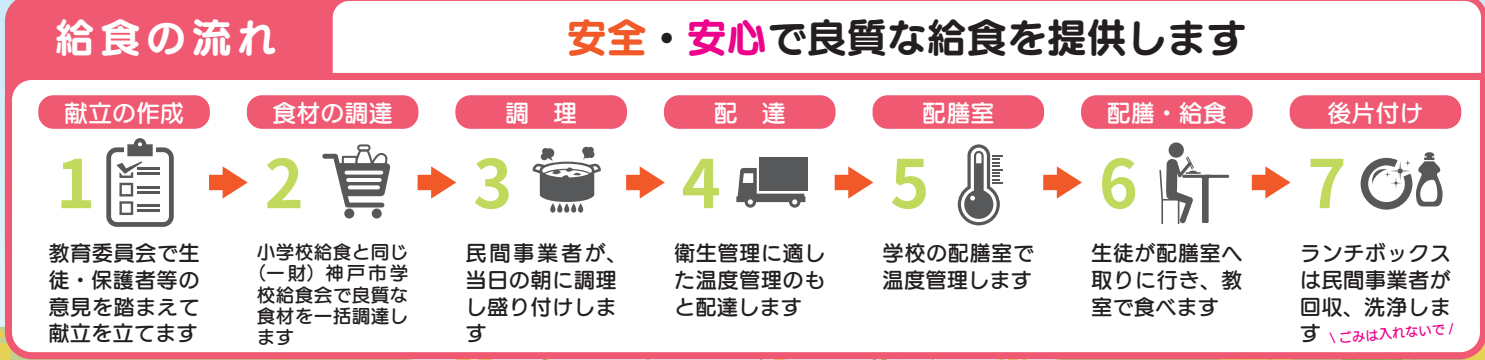 給食の流れ
安全・安心で良質な給食を提供します
献立の作成
1
教育委員会で生
徒・保護者等の
意見を踏まえて
献立を立てます
食材の調達
2
小学校給食と同じ
(一財)神戸市学
校給食会で良質な
食材を一括調達し
ます
調　理
3
民間事業者が、
当日の朝に調理
し盛り付けしま
す
配　達
4
衛生管理に適し
た温度管理のも
と配達します
配膳室
5
学校の配膳室で
温度管理します
配膳・給食
6
生徒が配膳室へ
取りに行き、教
室で食べます
後片付け
7
ランチボックス
は民間事業者が
回収、洗浄しま
す
\ ごみは入れないで /